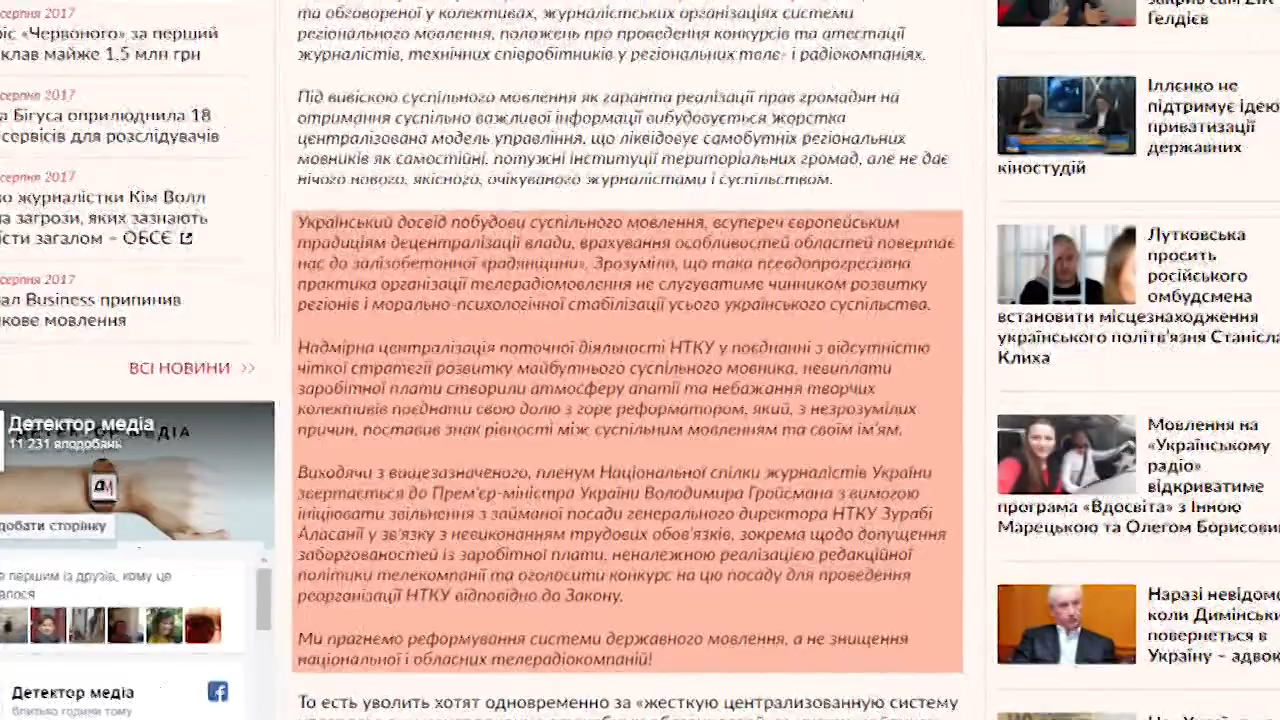 серпня 2017
ріс «Червоного» за перший
клав майже 1,5 млн грн
серпня 2017
а Бігуса оприлюднила 18
сервісів для розслідувачів
серпня 2017
во журналістки Кім Волл
на загрози, яких зазнають
істи загалом – ОБСЄ
серпня 2017
ал Business припинив
кове мовлення
ВСІ НОВИНИ
Детектор медіа
11 231 вподобань
добати сторінку
е першим із друзів, кому це
алося
Детектор медіа
близько години тому
та обговореної у колективах, журналістських організаціях системи
регіонального мовлення, положень про проведення конкурсів та атестації
журналістів, технічних співробітників у регіональних теле- і радіокомпаніях.
Під вивіскою суспільного мовлення як гаранта реалізації прав громадян на
отримання суспільно важливої інформації вибудовується жорстка
централізована модель управління, що ліквідовує самобутніх регіональних
мовників як самостійні, потужні інституції територіальних громад, але не дає
нічого нового, якісного, очікуваного журналістами і суспільством.
Український досвід побудови суспільного мовлення, всупереч європейським
традиціям децентралізації влади, врахування особливостей областей повертає
нас до залізобетонної «радянщини». Зрозуміло, що така псевдопрогресивна
практика організації телерадіомовлення не слугуватиме чинником розвитку
регіонів і морально-психологічної стабілізації усього українського суспільства.
Надмірна централізація поточної діяльності НТКУ у поєднанні з відсутністю
чіткої стратегії розвитку майбутнього суспільного мовника, невиплати
заробітної плати створили атмосферу апатії та небажання творчих
колективів поєднати свою долю з горе реформатором, який, з незрозумілих
причин, поставив знак рівності між суспільним мовленням та своїм ім'ям.
Виходячи з вищезазначеного, пленум Національної спілки журналістів України
звертається до Прем'єр-міністра України Володимира Гройсмана з вимогою
ініціювати звільнення з займаної посади генерального директора НТКУ Зурабі
Аласанії у зв'язку з невиконанням трудових обов'язків, зокрема щодо допущення
заборгованостей із заробітної плати, неналежною реалізацією редакційної
політики телекомпанії та оголосити конкурс на цю посаду для проведення
реорганізації НТКУ відповідно до Закону.
Ми прагнемо реформування системи державного мовлення, а не знищення
національної і обласних телерадіокомпаній!
То есть уволить хотят одновременно за «жесткую централизованную систему
закрив сам
Гелдієв
Іллєнко не
підтримує ідею
приватизації
державних
кіностудій
Лутковська
просить
російського
омбудсмена
встановити місцезнаходження
українського політв'язня Станісла
Клиха
Мовлення на
«Українському
радіо»
відкриватиме
програма «Вдосвіта» з Інною
Марецькою та Олегом Борисови
Наразі невідомо
коли Димінськи
повернеться в
Україну – адвок